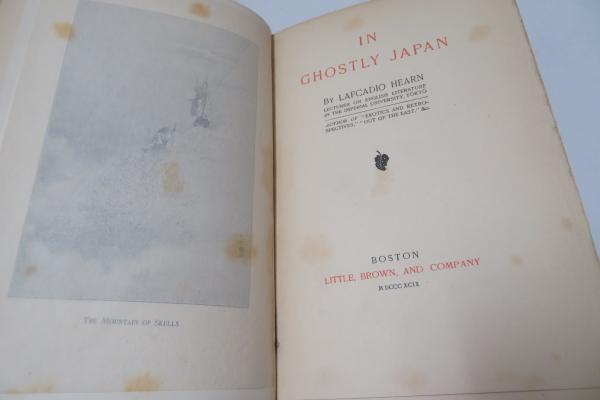 The Mountain of Skulls
IN
GHOSTLY JAPAN
By LAFCADIO HEARN
LECTURER ON ENGLISH LITERATURE
IN THE IMPERIAL UNIVERSITY, TŌKYŌ
AUTHOR OF "EXOTICS AND RETRO-
SPECTIVES," "OUT OF THE EAST," &c.
BOSTON
LITTLE, BROWN, AND COMPANY
MDCCCXCIX